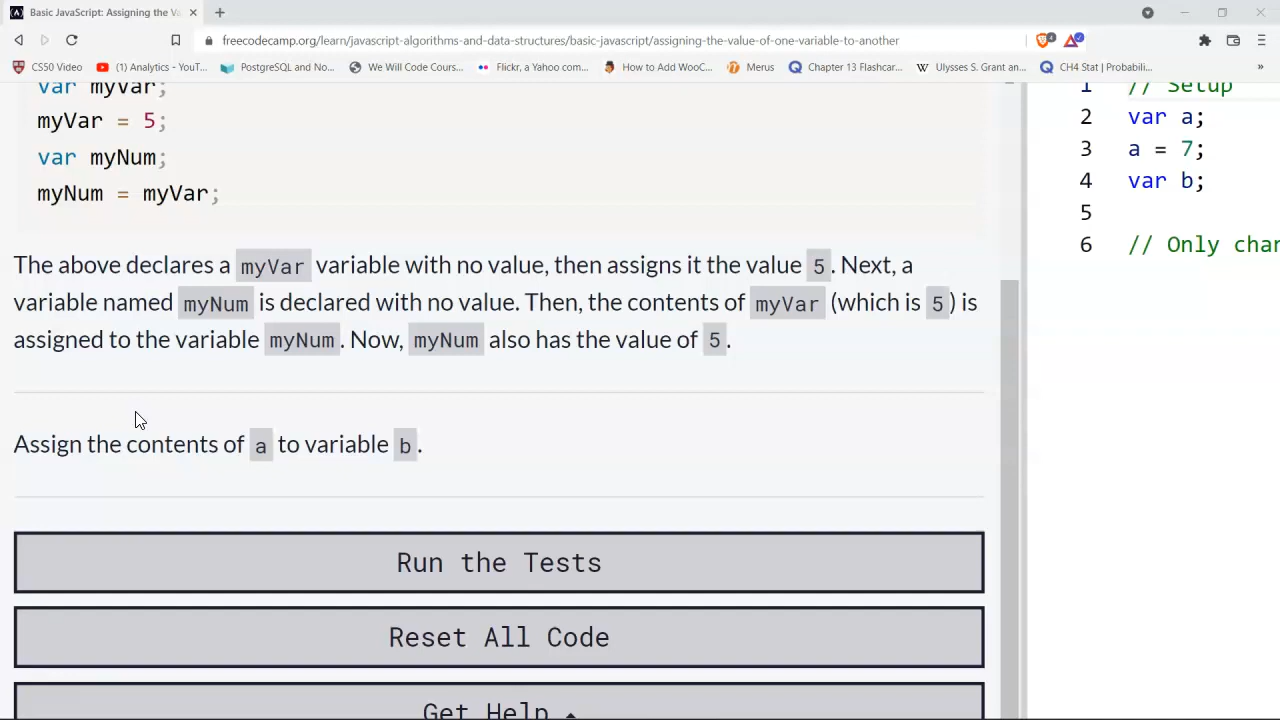 Basic JavaScript: Assigning the Va
freecodecamp.org/learn/javascript-algorithms-and-data-structures/basic-javascript/assigning-the-value-of-one-variable-to-another
CS50 Video
(1) Analytics - YouT...
PostgreSQL and No...
We Will Code Cours...
Flickr, a Yahoo com...
How to Add WooC...
Merus
Chapter 13 Flashcar...
Ulysses S. Grant an...
CH4 Stat | Probabili...
»
var myVar;
myVar = 5;
var myNum;
myNum = myVar;
The above declares a myVar variable with no value, then assigns it the value 5. Next, a
variable named myNum is declared with no value. Then, the contents of myVar (which is 5) is
assigned to the variable myNum. Now, myNum also has the value of 5.
Assign the contents of a to variable b.
Run the Tests
Reset All Code
Get Help
1 // Setup
2 var a;
3 a = 7;
4 var b;
5
6 // Only chan